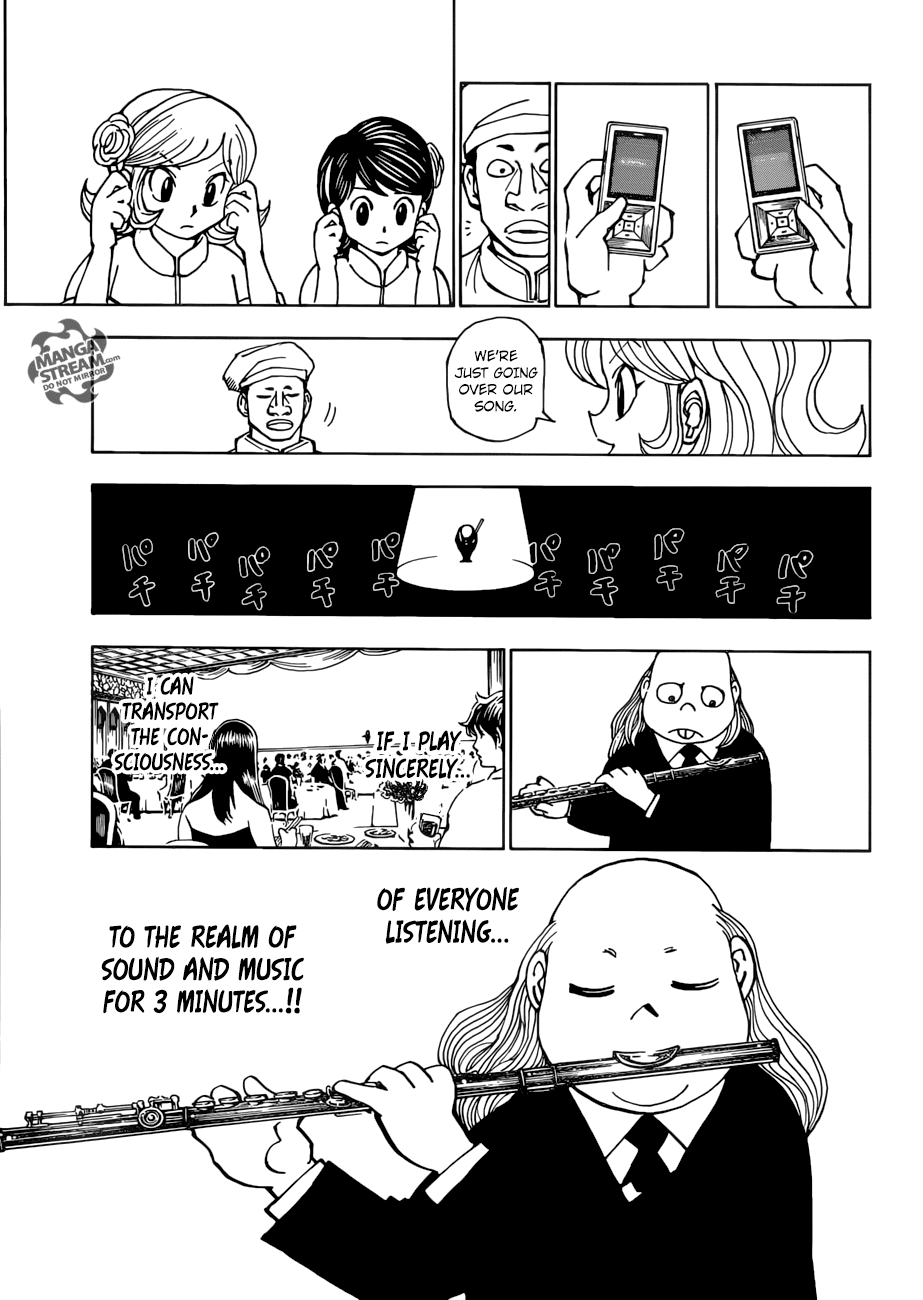 MANGA
STREAM.com
DO NOT MIRROR
WE'RE
JUST GOING
OVER OUR
SONG.
パチ
パチ
パチ
パチ
パチ
パチ
パチ
パチ
パチ
パチ
IF I PLAY
SINCERELY...
I CAN
TRANSPORT
THE CON-
SCIOUSNESS...
OF EVERYONE
LISTENING...
TO THE REALM OF
SOUND AND MUSIC
FOR 3 MINUTES...!!